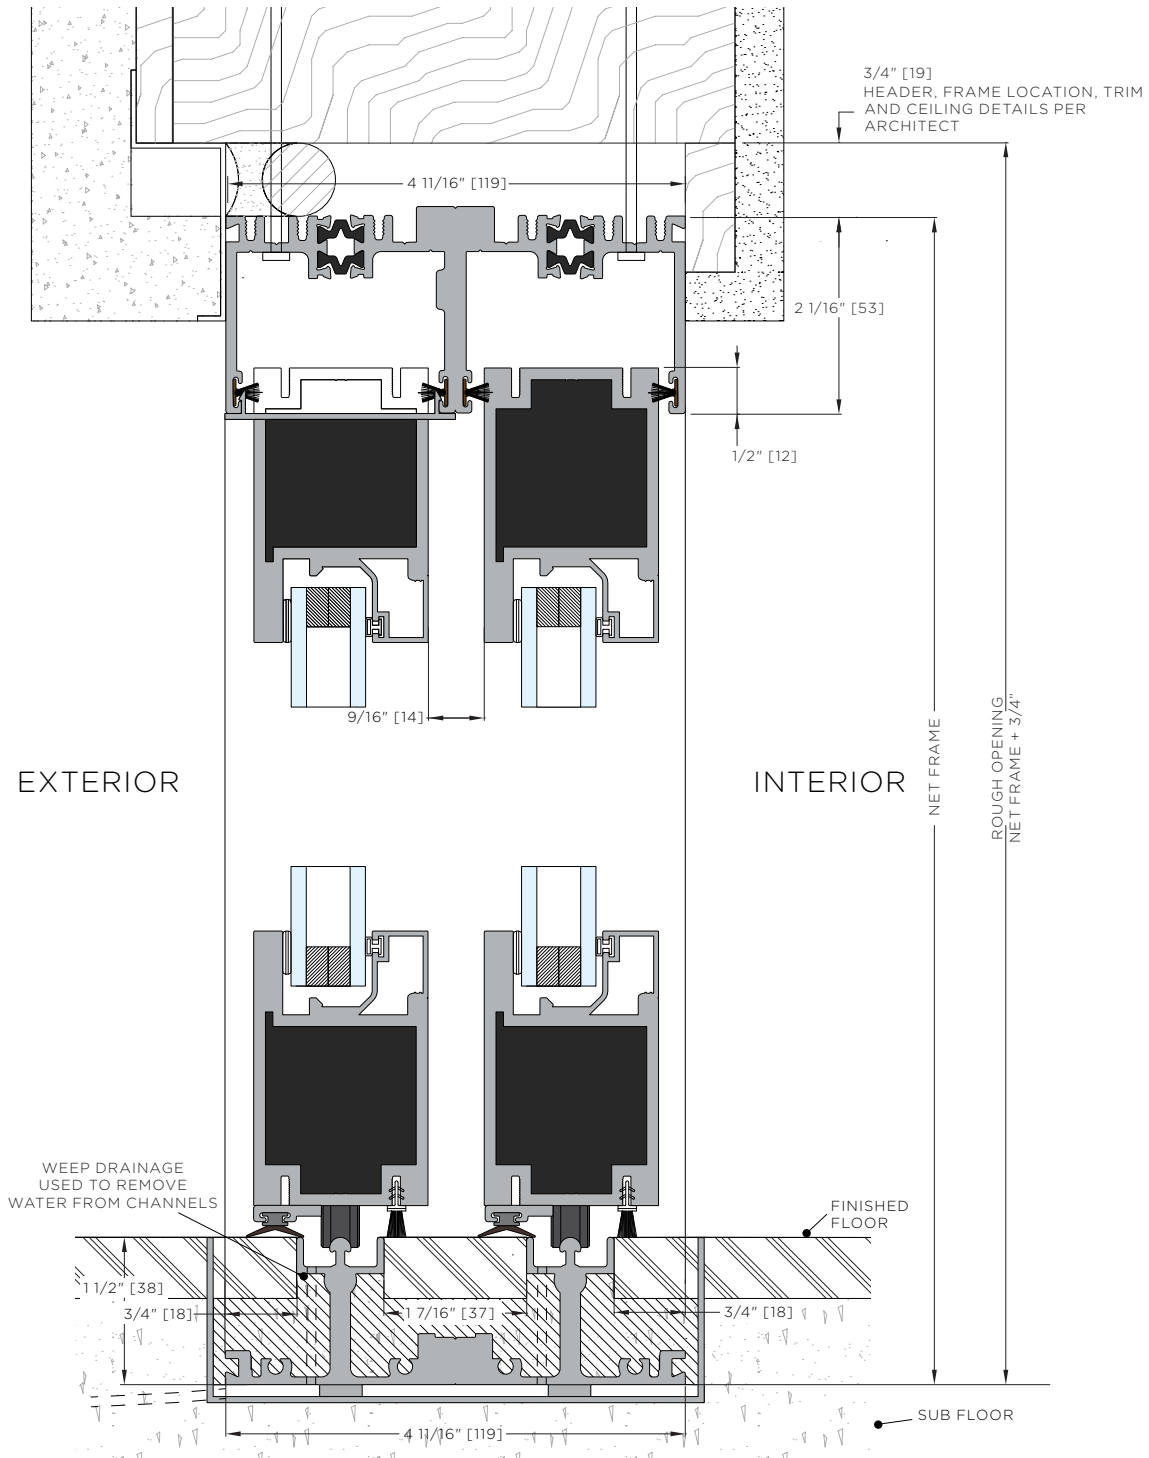 3/4" [19]
HEADER, FRAME LOCATION, TRIM
AND CEILING DETAILS PER
ARCHITECT
4 11/16" [119]
2 1/16" [53]
1/2" [12]
9/16" [14]
EXTERIOR
INTERIOR
NET FRAME
ROUGH OPENING
NET FRAME + 3/4"
WEEP DRAINAGE
USED TO REMOVE
WATER FROM CHANNELS
FINISHED
FLOOR
1 1/2" [38]
3/4" [18]
1 7/16" [37]
3/4" [18]
SUB FLOOR
4 11/16" [119]